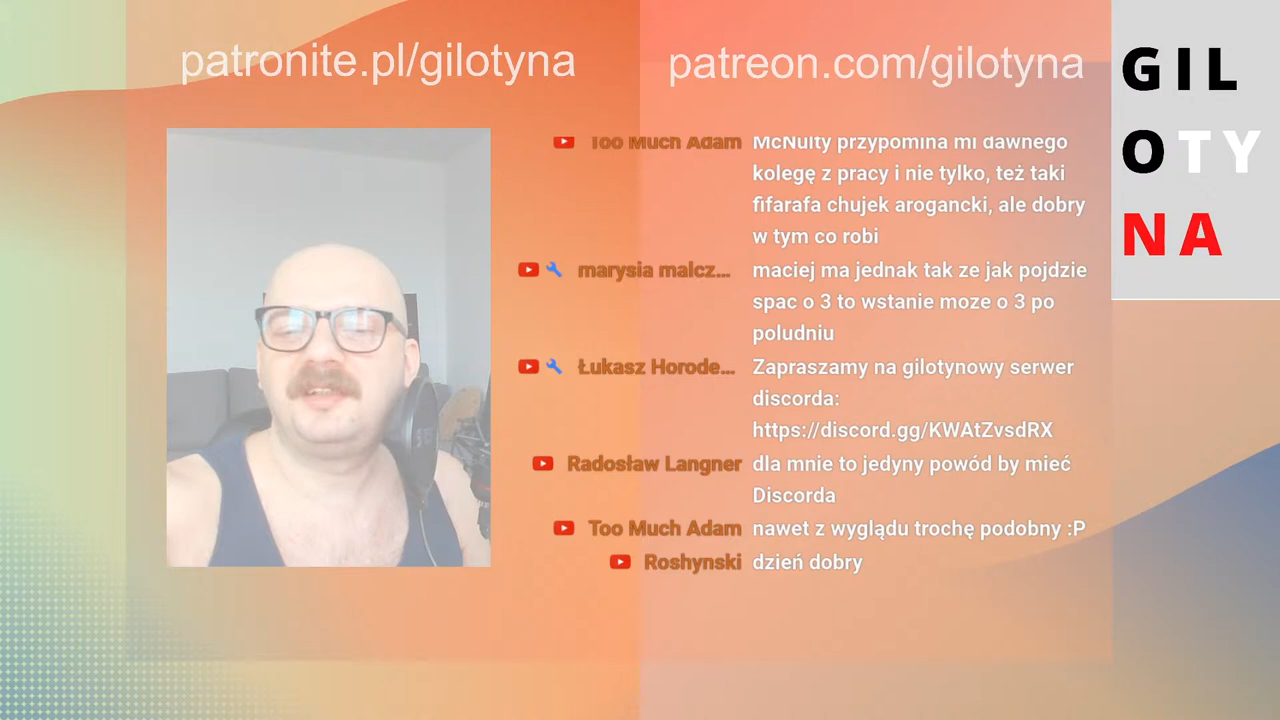 patronite.pl/gilotyna
patreon.com/gilotyna
GIL
OTY
NA
Too Much Adam McNulty przypomina mi dawnego
kolegę z pracy i nie tylko, też taki
fifarafa chujek arogancki, ale dobry
w tym co robi
marysia malcz... maciej ma jednak tak ze jak pojdzie
spac o 3 to wstanie moze o 3 po
poludniu
Łukasz Horode... Zapraszamy na gilotynowy serwer
discorda:
https://discord.gg/KWAtZvsdRX
Radosław Langner dla mnie to jedyny powód by mieć
Discorda
Too Much Adam nawet z wyglądu trochę podobny :P
Roshynski dzień dobry